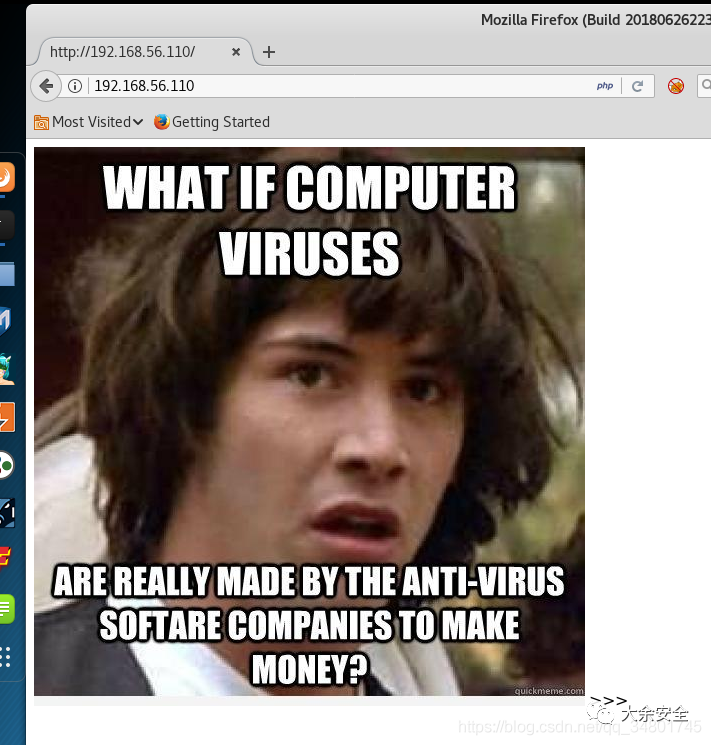 Mozilla Firefox (Build 20180626223
http://192.168.56.110/
192.168.56.110
php
Most Visited
Getting Started
WHAT IF COMPUTER
VIRUSES
ARE REALLY MADE BY THE ANTI-VIRUS
SOFTARE COMPANIES TO MAKE
MONEY?
quickmeme.com
~>>>
大余安全
https://blog.csdn.net/qq_34801745